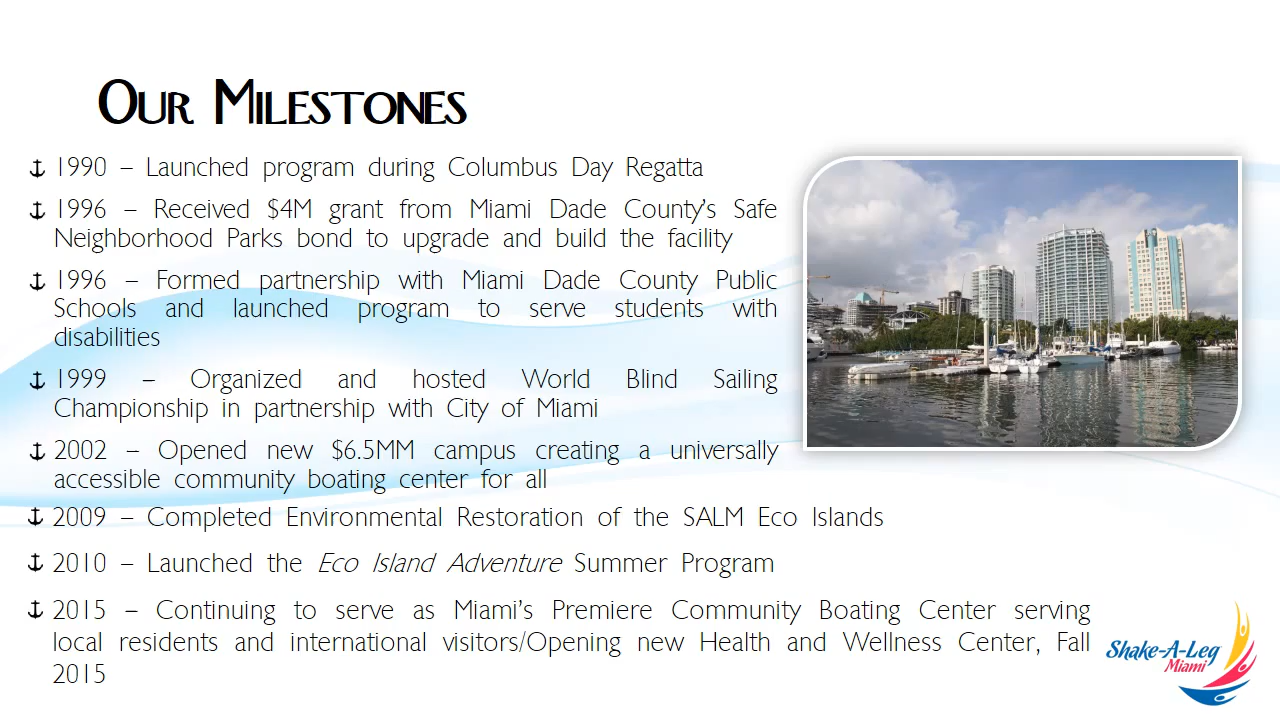 Our Milestones
1990 – Launched program during Columbus Day Regatta
1996 – Received $4M grant from Miami Dade County's Safe
Neighborhood Parks bond to upgrade and build the facility
1996 – Formed partnership with Miami Dade County Public
Schools and launched program to serve students with
disabilities
1999 – Organized and hosted World Blind Sailing
Championship in partnership with City of Miami
2002 – Opened new $6.5MM campus creating a universally
accessible community boating center for all
2009 – Completed Environmental Restoration of the SALM Eco Islands
2010 – Launched the Eco Island Adventure Summer Program
2015 – Continuing to serve as Miami's Premiere Community Boating Center serving
local residents and international visitors/Opening new Health and Wellness Center, Fall
2015
Shake-A-Leg
Miami